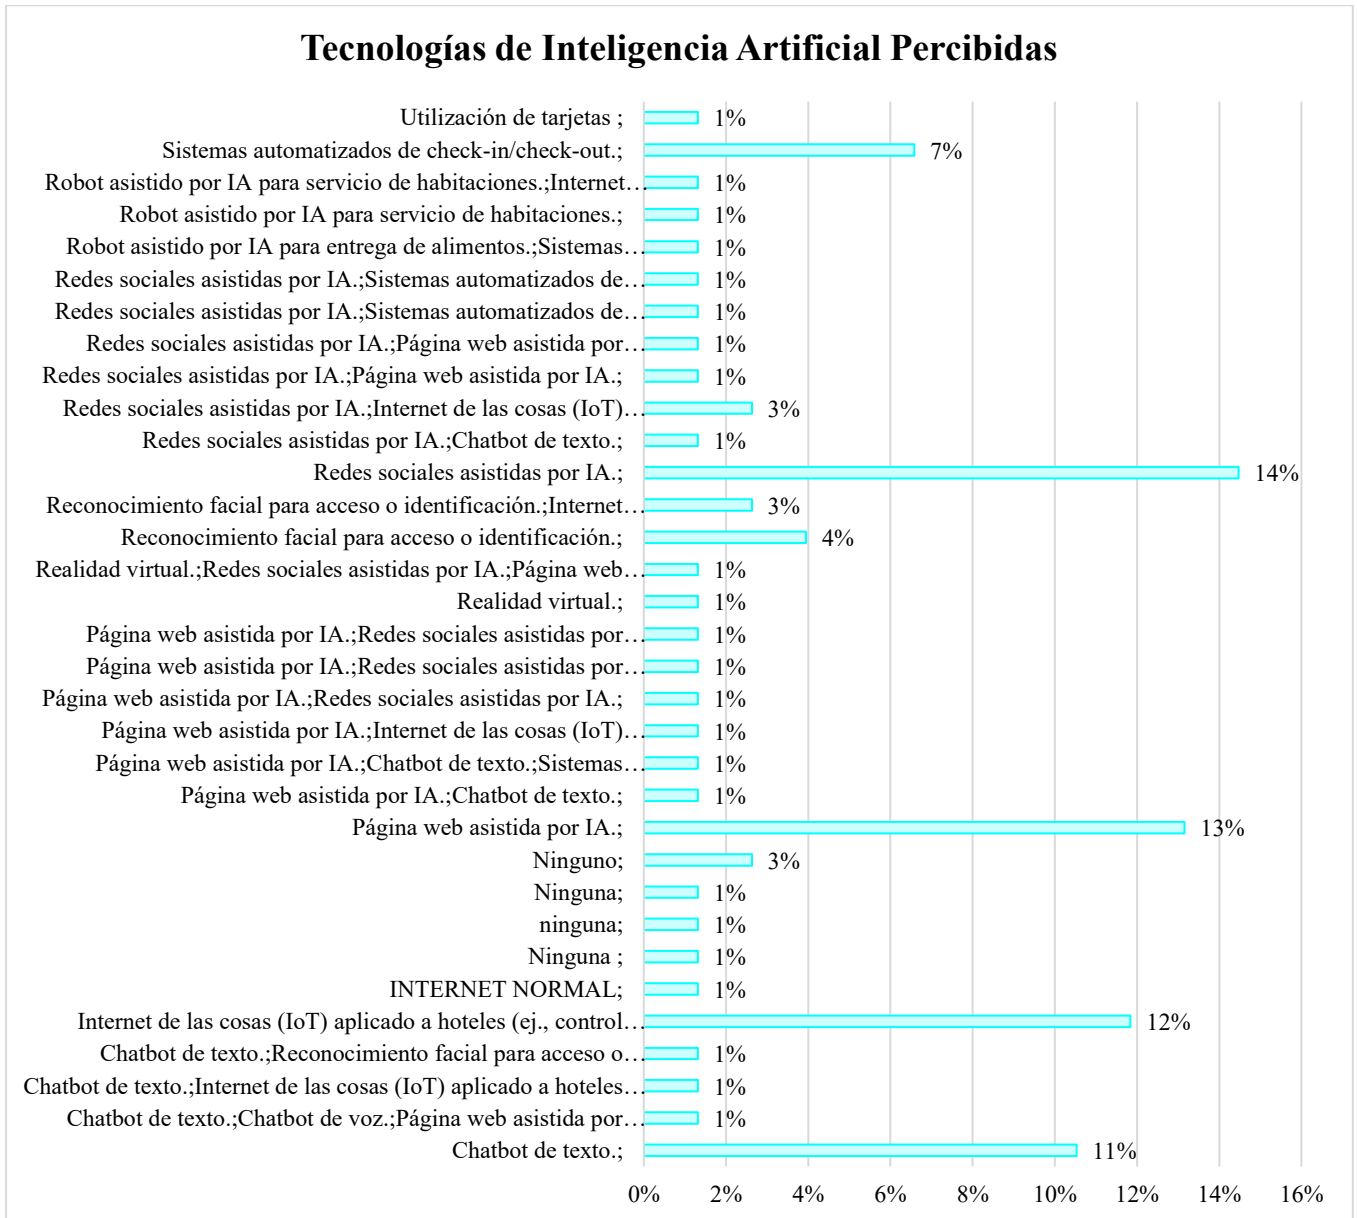 Tecnologías de Inteligencia Artificial Percibidas
Utilización de tarjetas ; 1%
Sistemas automatizados de check-in/check-out.; 7%
Robot asistido por IA para servicio de habitaciones.;Internet… 1%
Robot asistido por IA para servicio de habitaciones.; 1%
Robot asistido por IA para entrega de alimentos.;Sistemas… 1%
Redes sociales asistidas por IA.;Sistemas automatizados de… 1%
Redes sociales asistidas por IA.;Sistemas automatizados de… 1%
Redes sociales asistidas por IA.;Página web asistida por… 1%
Redes sociales asistidas por IA.;Página web asistida por IA.; 1%
Redes sociales asistidas por IA.;Internet de las cosas (IoT)… 3%
Redes sociales asistidas por IA.;Chatbot de texto.; 1%
Redes sociales asistidas por IA.; 14%
Reconocimiento facial para acceso o identificación.;Internet… 3%
Reconocimiento facial para acceso o identificación.; 4%
Realidad virtual.;Redes sociales asistidas por IA.;Página web… 1%
Realidad virtual.; 1%
Página web asistida por IA.;Redes sociales asistidas por… 1%
Página web asistida por IA.;Redes sociales asistidas por… 1%
Página web asistida por IA.;Redes sociales asistidas por IA.; 1%
Página web asistida por IA.;Internet de las cosas (IoT)… 1%
Página web asistida por IA.;Chatbot de texto.;Sistemas… 1%
Página web asistida por IA.;Chatbot de texto.; 1%
Página web asistida por IA.; 13%
Ninguno; 3%
Ninguna; 1%
ninguna; 1%
Ninguna ; 1%
INTERNET NORMAL; 1%
Internet de las cosas (IoT) aplicado a hoteles (ej., control… 12%
Chatbot de texto.;Reconocimiento facial para acceso o… 1%
Chatbot de texto.;Internet de las cosas (IoT) aplicado a hoteles… 1%
Chatbot de texto.;Chatbot de voz.;Página web asistida por… 1%
Chatbot de texto.; 11%
0% 2% 4% 6% 8% 10% 12% 14% 16%